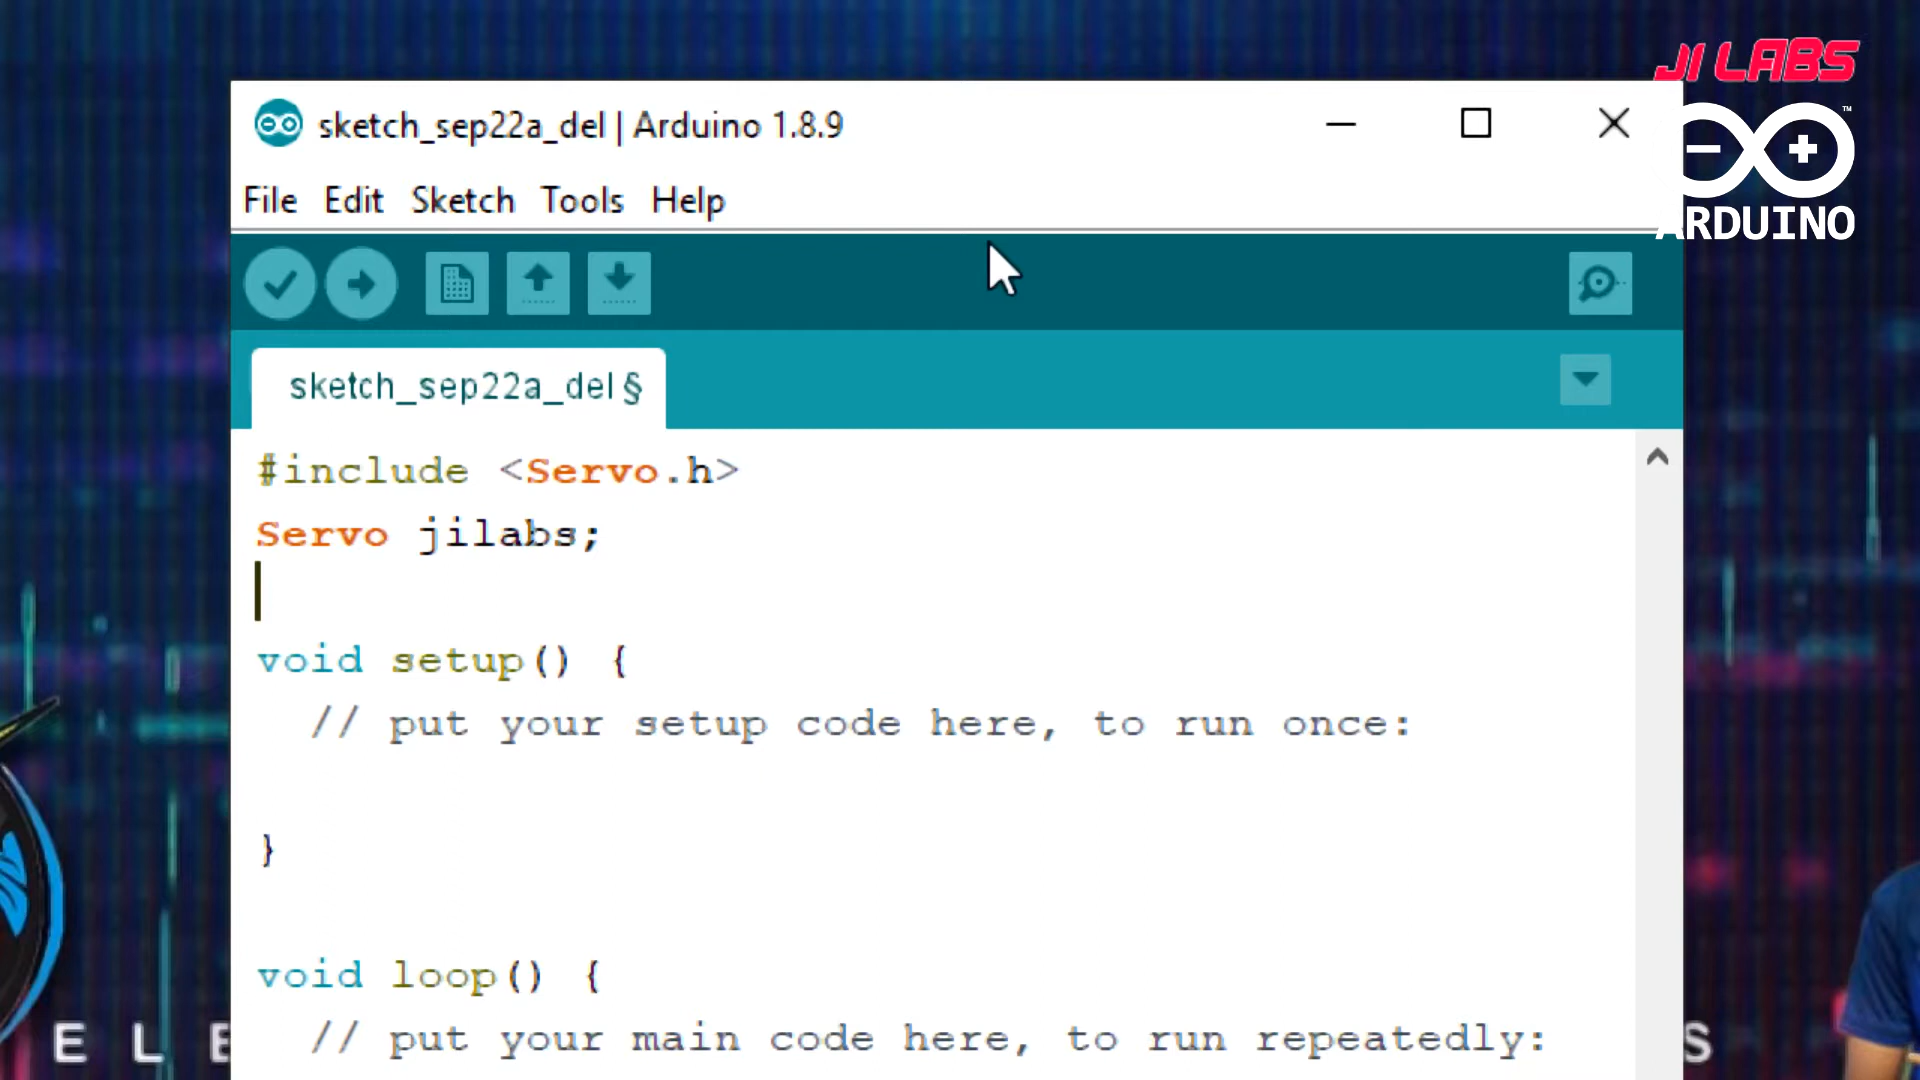 JI LABS
sketch_sep22a_del | Arduino 1.8.9
™
File Edit Sketch Tools Help
ARDUINO
sketch_sep22a_del §
#include <Servo.h>
Servo jilabs;
void setup() {
// put your setup code here, to run once:
}
void loop() {
// put your main code here, to run repeatedly:
ELE
S